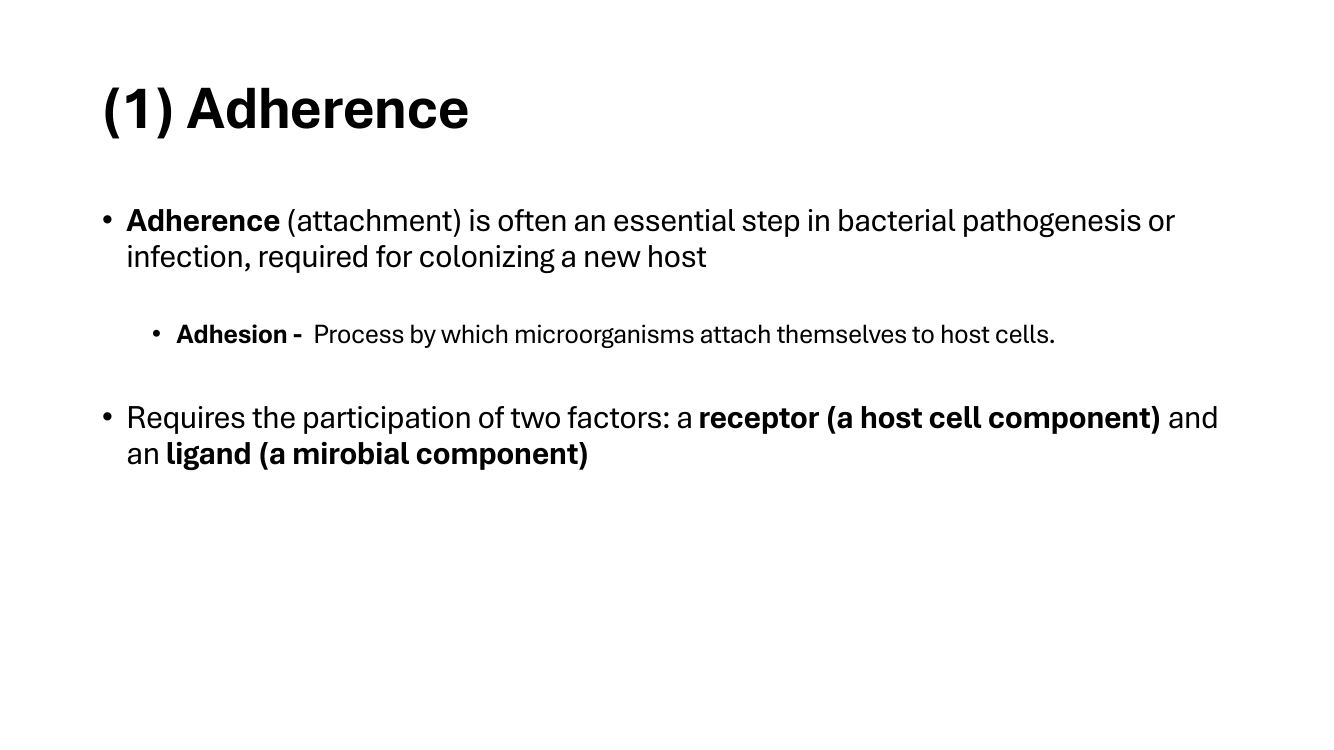 (1) Adherence
• Adherence (attachment) is often an essential step in bacterial pathogenesis or
infection, required for colonizing a new host
• Adhesion - Process by which microorganisms attach themselves to host cells.
• Requires the participation of two factors: a receptor (a host cell component) and
an ligand (a mirobial component)